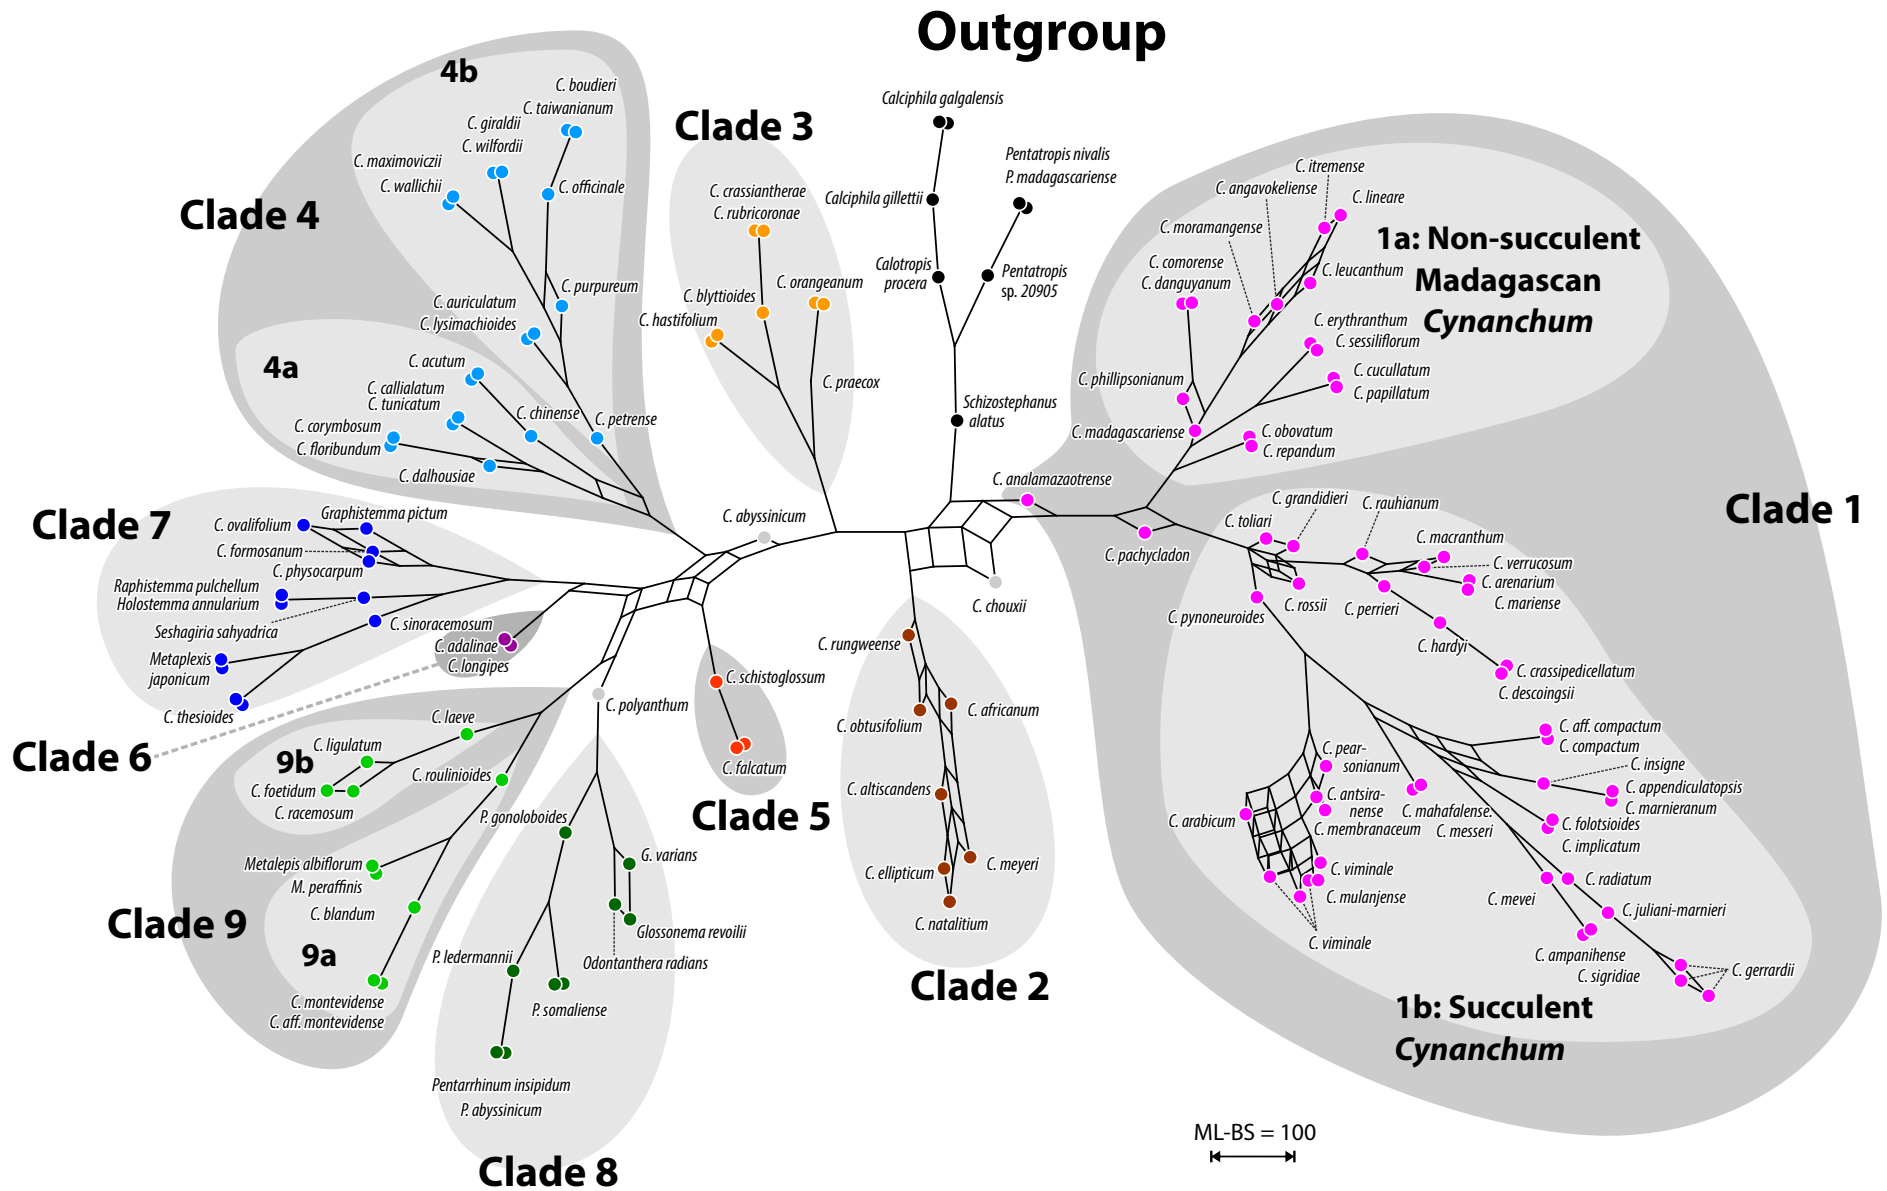 Outgroup
4b
C. boudieri
C. taiwanianum
C. giraldii
C. wilfordii
C. maximoviczii
C. wallichii
C. officinale
Clade 4
C. purpureum
C. auriculatum
C. lysimachioides
4a
C. acutum
C. callialatum
C. tunicatum
C. chinense
C. petrense
C. corymbosum
C. floribundum
C. dalhousiae
Clade 3
C. crassiantherae
C. rubricoronae
C. orangeanum
C. blyttioides
C. hastifolium
C. praecox
Calciphila galgalensis
Pentatropis nivalis
P. madagascariense
Calciphila gillettii
Calotropis
procera
Pentatropis
sp. 20905
Schizostephanus
alatus
C. itremense
C. angavokeliense
C. lineare
C. moramangense
1a: Non-succulent
Madagascan
Cynanchum
C. comorense
C. danguyanum
C. leucanthum
C. erythranthum
C. sessiliflorum
C. phillipsonianum
C. cucullatum
C. papillatum
C. madagascariense
C. obovatum
C. repandum
Clade 1
C. analamazaotrense
C. pachycladon
C. grandidieri
C. rauhianum
C. toliari
C. macranthum
C. verrucosum
C. arenarium
C. mariense
C. rossii
C. perrieri
C. pynoneuroides
C. hardyi
C. crassipedicellatum
C. descoingsii
C. aff. compactum
C. compactum
C. insigne
C. appendiculatopsis
C. marnieranum
C. pear-
sonianum
C. antsira-
nense
C. membranaceum
C. mahafalense.
C. messeri
C. folotsioides
C. implicatum
C. arabicum
C. viminale
C. mulanjense
C. viminale
C. mevei
C. radiatum
C. juliani-marnieri
C. ampanihense
C. sigridiae
C. gerrardii
1b: Succulent
Cynanchum
C. abyssinicum
C. chouxii
Clade 7
C. ovalifolium
Graphistemma pictum
C. formosanum
C. physocarpum
Raphistemma pulchellum
Holostemma annularium
Seshagiria sahyadrica
Metaplexis
japonicum
C. thesioides
C. sinoracemosum
C. adalinae
C. longipes
Clade 6
C. polyanthum
C. schistoglossum
C. falcatum
Clade 5
C. rungweense
C. obtusifolium
C. africanum
C. altiscandens
C. ellipticum
C. meyeri
C. natalitium
Clade 2
C. laeve
C. ligulatum
9b
C. foetidum
C. racemosum
C. roulinioides
Metalepis albiflorum
M. peraffinis
C. blandum
Clade 9
9a
C. montevidense
C. aff. montevidense
P. gonoloboides
G. varians
Glossonema revoilii
Odontanthera radians
P. ledermannii
P. somaliense
Pentarrhinum insipidum
P. abyssinicum
Clade 8
ML-BS = 100